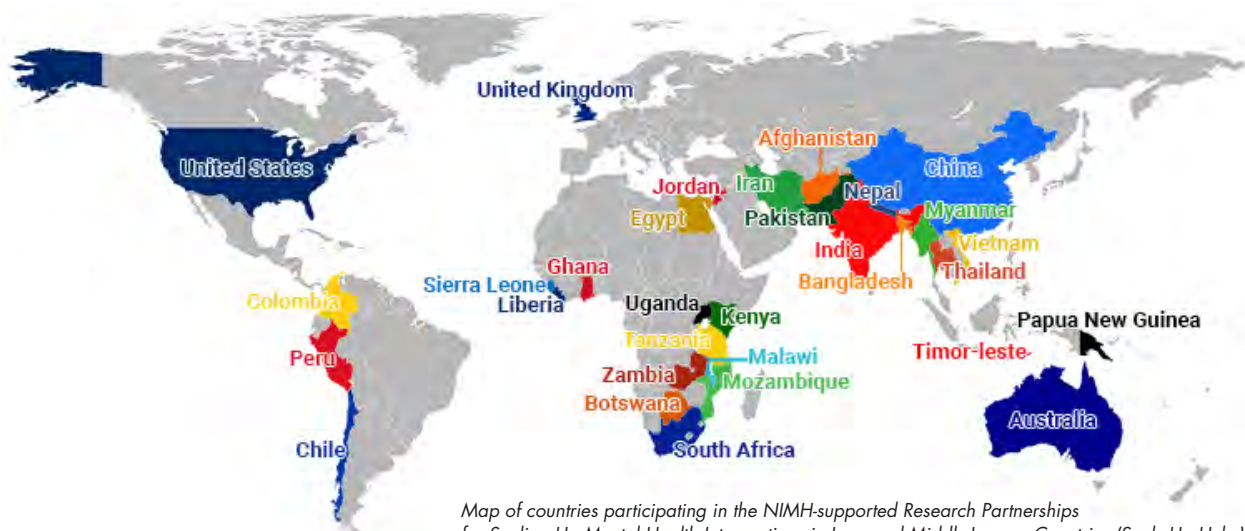 United Kingdom
Afghanistan
United States
China
Jordan
Iran
Nepal
Egypt
Pakistan
Myanmar
India
Vietnam
Ghana
Bangladesh
Thailand
Sierra Leone
Colombia
Liberia
Uganda
Kenya
Papua New Guinea
Tanzania
Peru
Malawi
Timor-leste
Zambia
Mozambique
Botswana
Australia
Chile
South Africa
Map of countries participating in the NIMH-supported Research Partnerships